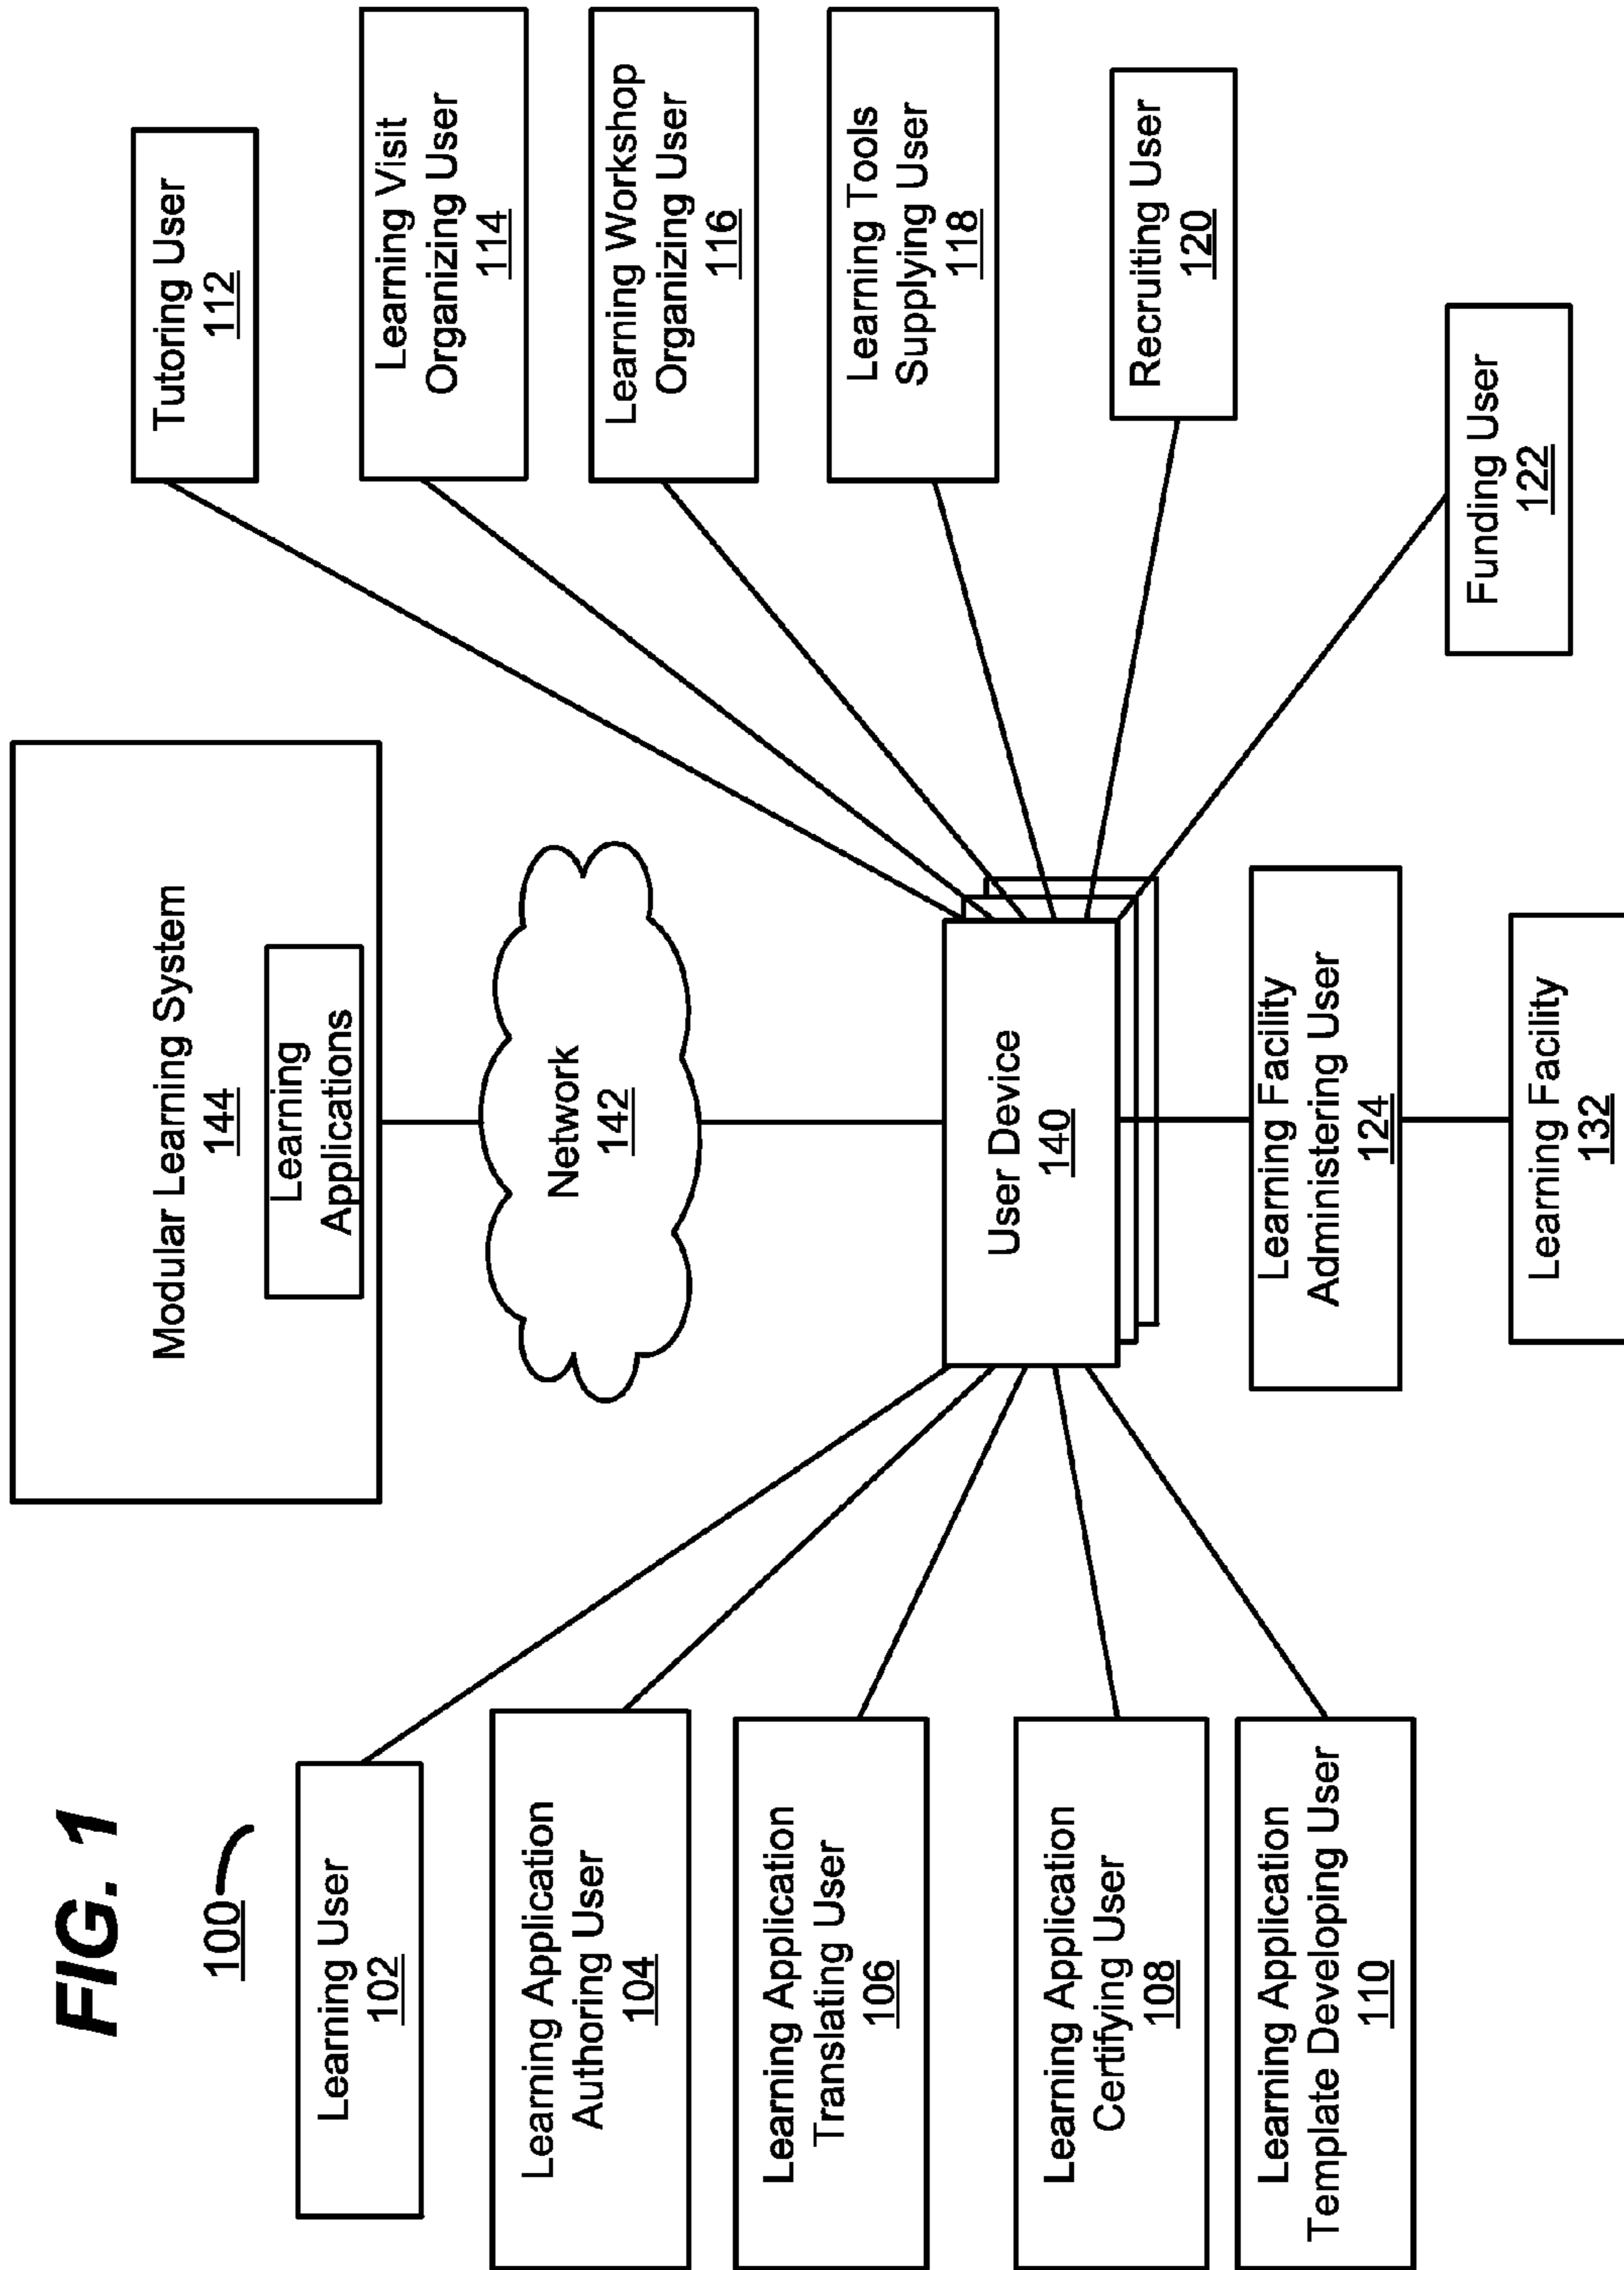 FIG. 1
100
Modular Learning System
144
Learning
Applications
Network
142
User Device
140
Learning User
102
Learning Application
Authoring User
104
Learning Application
Translating User
106
Learning Application
Certifying User
108
Learning Application
Template Developing User
110
Tutoring User
112
Learning Visit
Organizing User
114
Learning Workshop
Organizing User
116
Learning Tools
Supplying User
118
Recruiting User
120
Funding User
122
Learning Facility
Administering User
124
Learning Facility
132